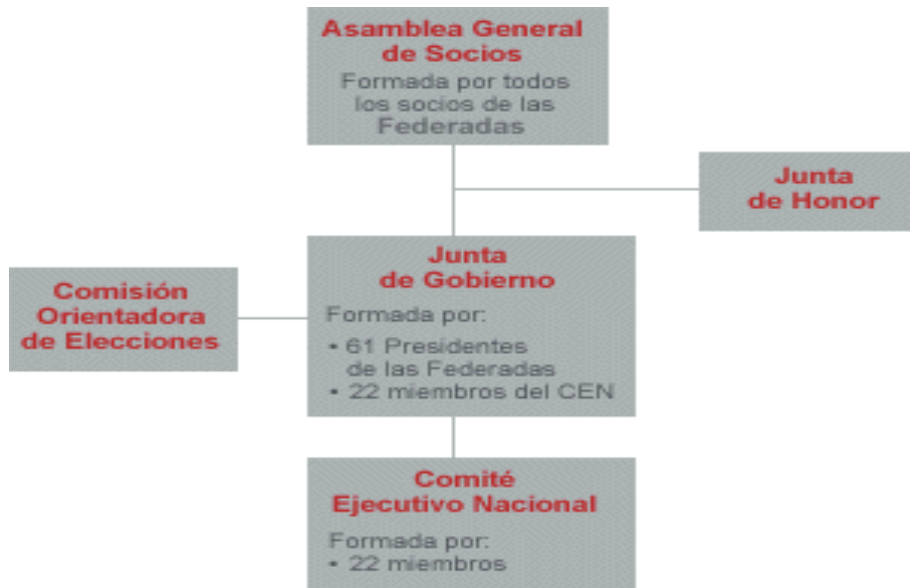 Asamblea General
de Socios
Formada por todos
los socios de las
Federadas
Junta
de Honor
Junta
de Gobierno
Formada por:
• 61 Presidentes
de las Federadas
• 22 miembros del CEN
Comisión
Orientadora
de Elecciones
Comité
Ejecutivo Nacional
Formada por:
• 22 miembros